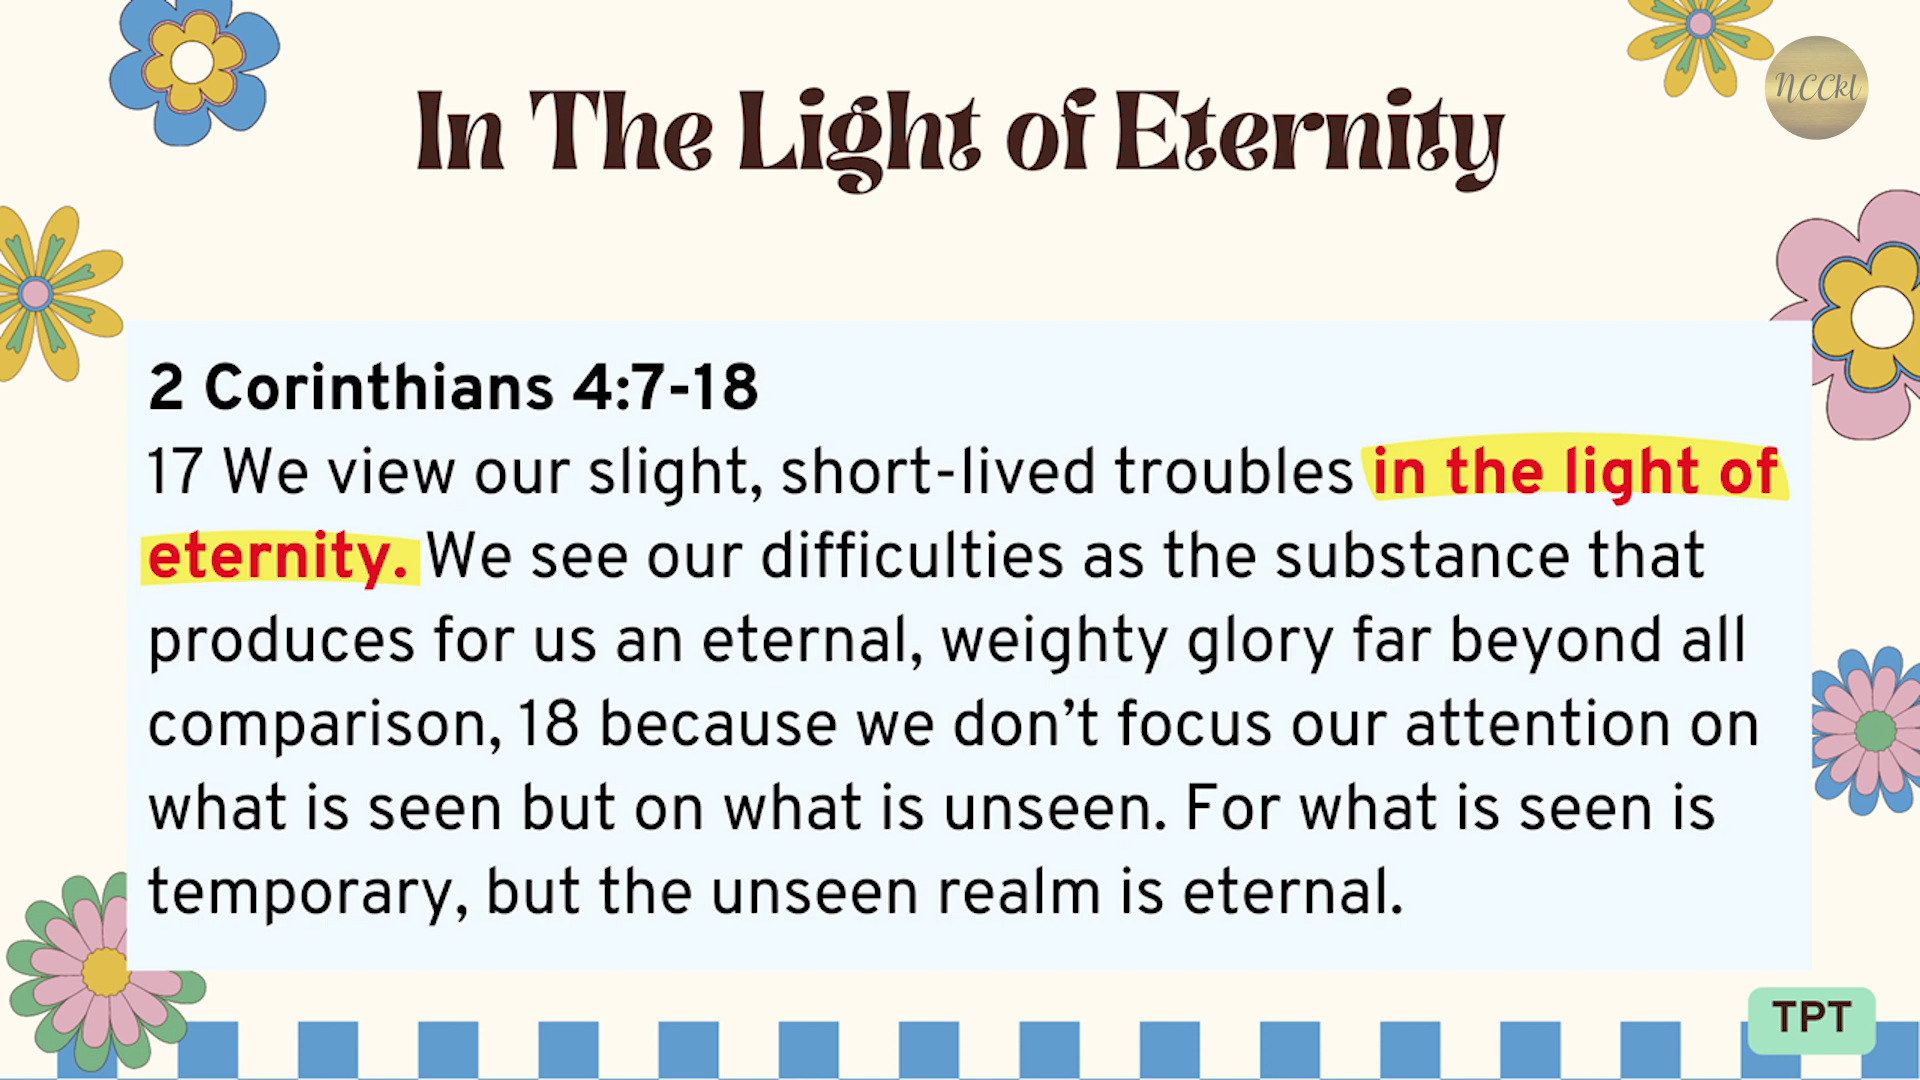 NCCkl
In The Light of Eternity
2 Corinthians 4:7-18
17 We view our slight, short-lived troubles in the light of
eternity. We see our difficulties as the substance that
produces for us an eternal, weighty glory far beyond all
comparison, 18 because we don’t focus our attention on
what is seen but on what is unseen. For what is seen is
temporary, but the unseen realm is eternal.
TPT